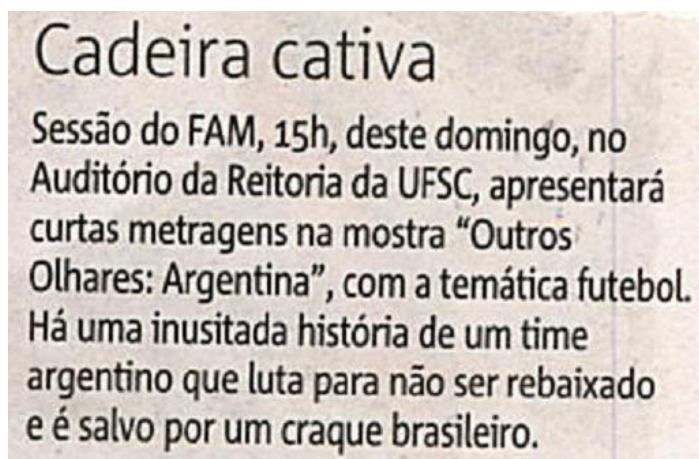 Cadeira cativa
Sessão do FAM, 15h, deste domingo, no
Auditório da Reitoria da UFSC, apresentará
curtas metragens na mostra “Outros
Olhares: Argentina”, com a temática futebol.
Há uma inusitada história de um time
argentino que luta para não ser rebaixado
e é salvo por um craque brasileiro.